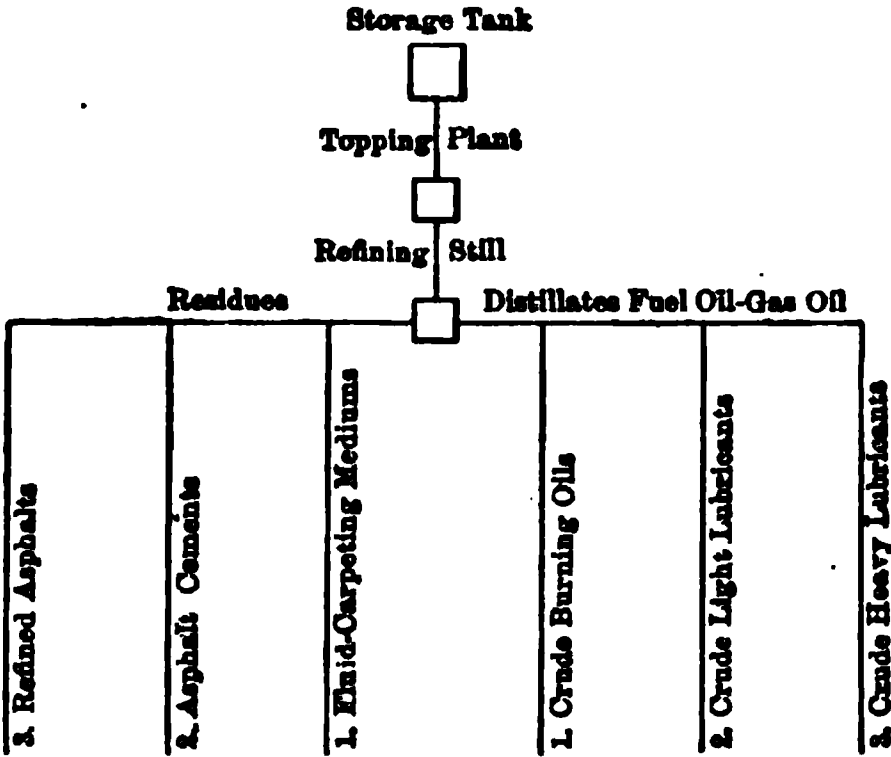 Storage Tank
Topping Plant
Refining Still
Residues
Distillates Fuel Oil-Gas Oil
3. Refined Asphalts
2. Asphalt Cements
1. Fluid-Carpeting Mediums
1. Crude Burning Oils
2. Crude Light Lubricants
3. Crude Heavy Lubricants